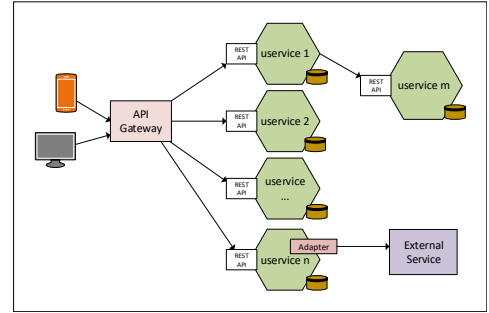 REST
API
uservice 1
REST
API
uservice m
API
Gateway
REST
API
uservice 2
REST
API
uservice
...
REST
API
uservice n
Adapter
External
Service